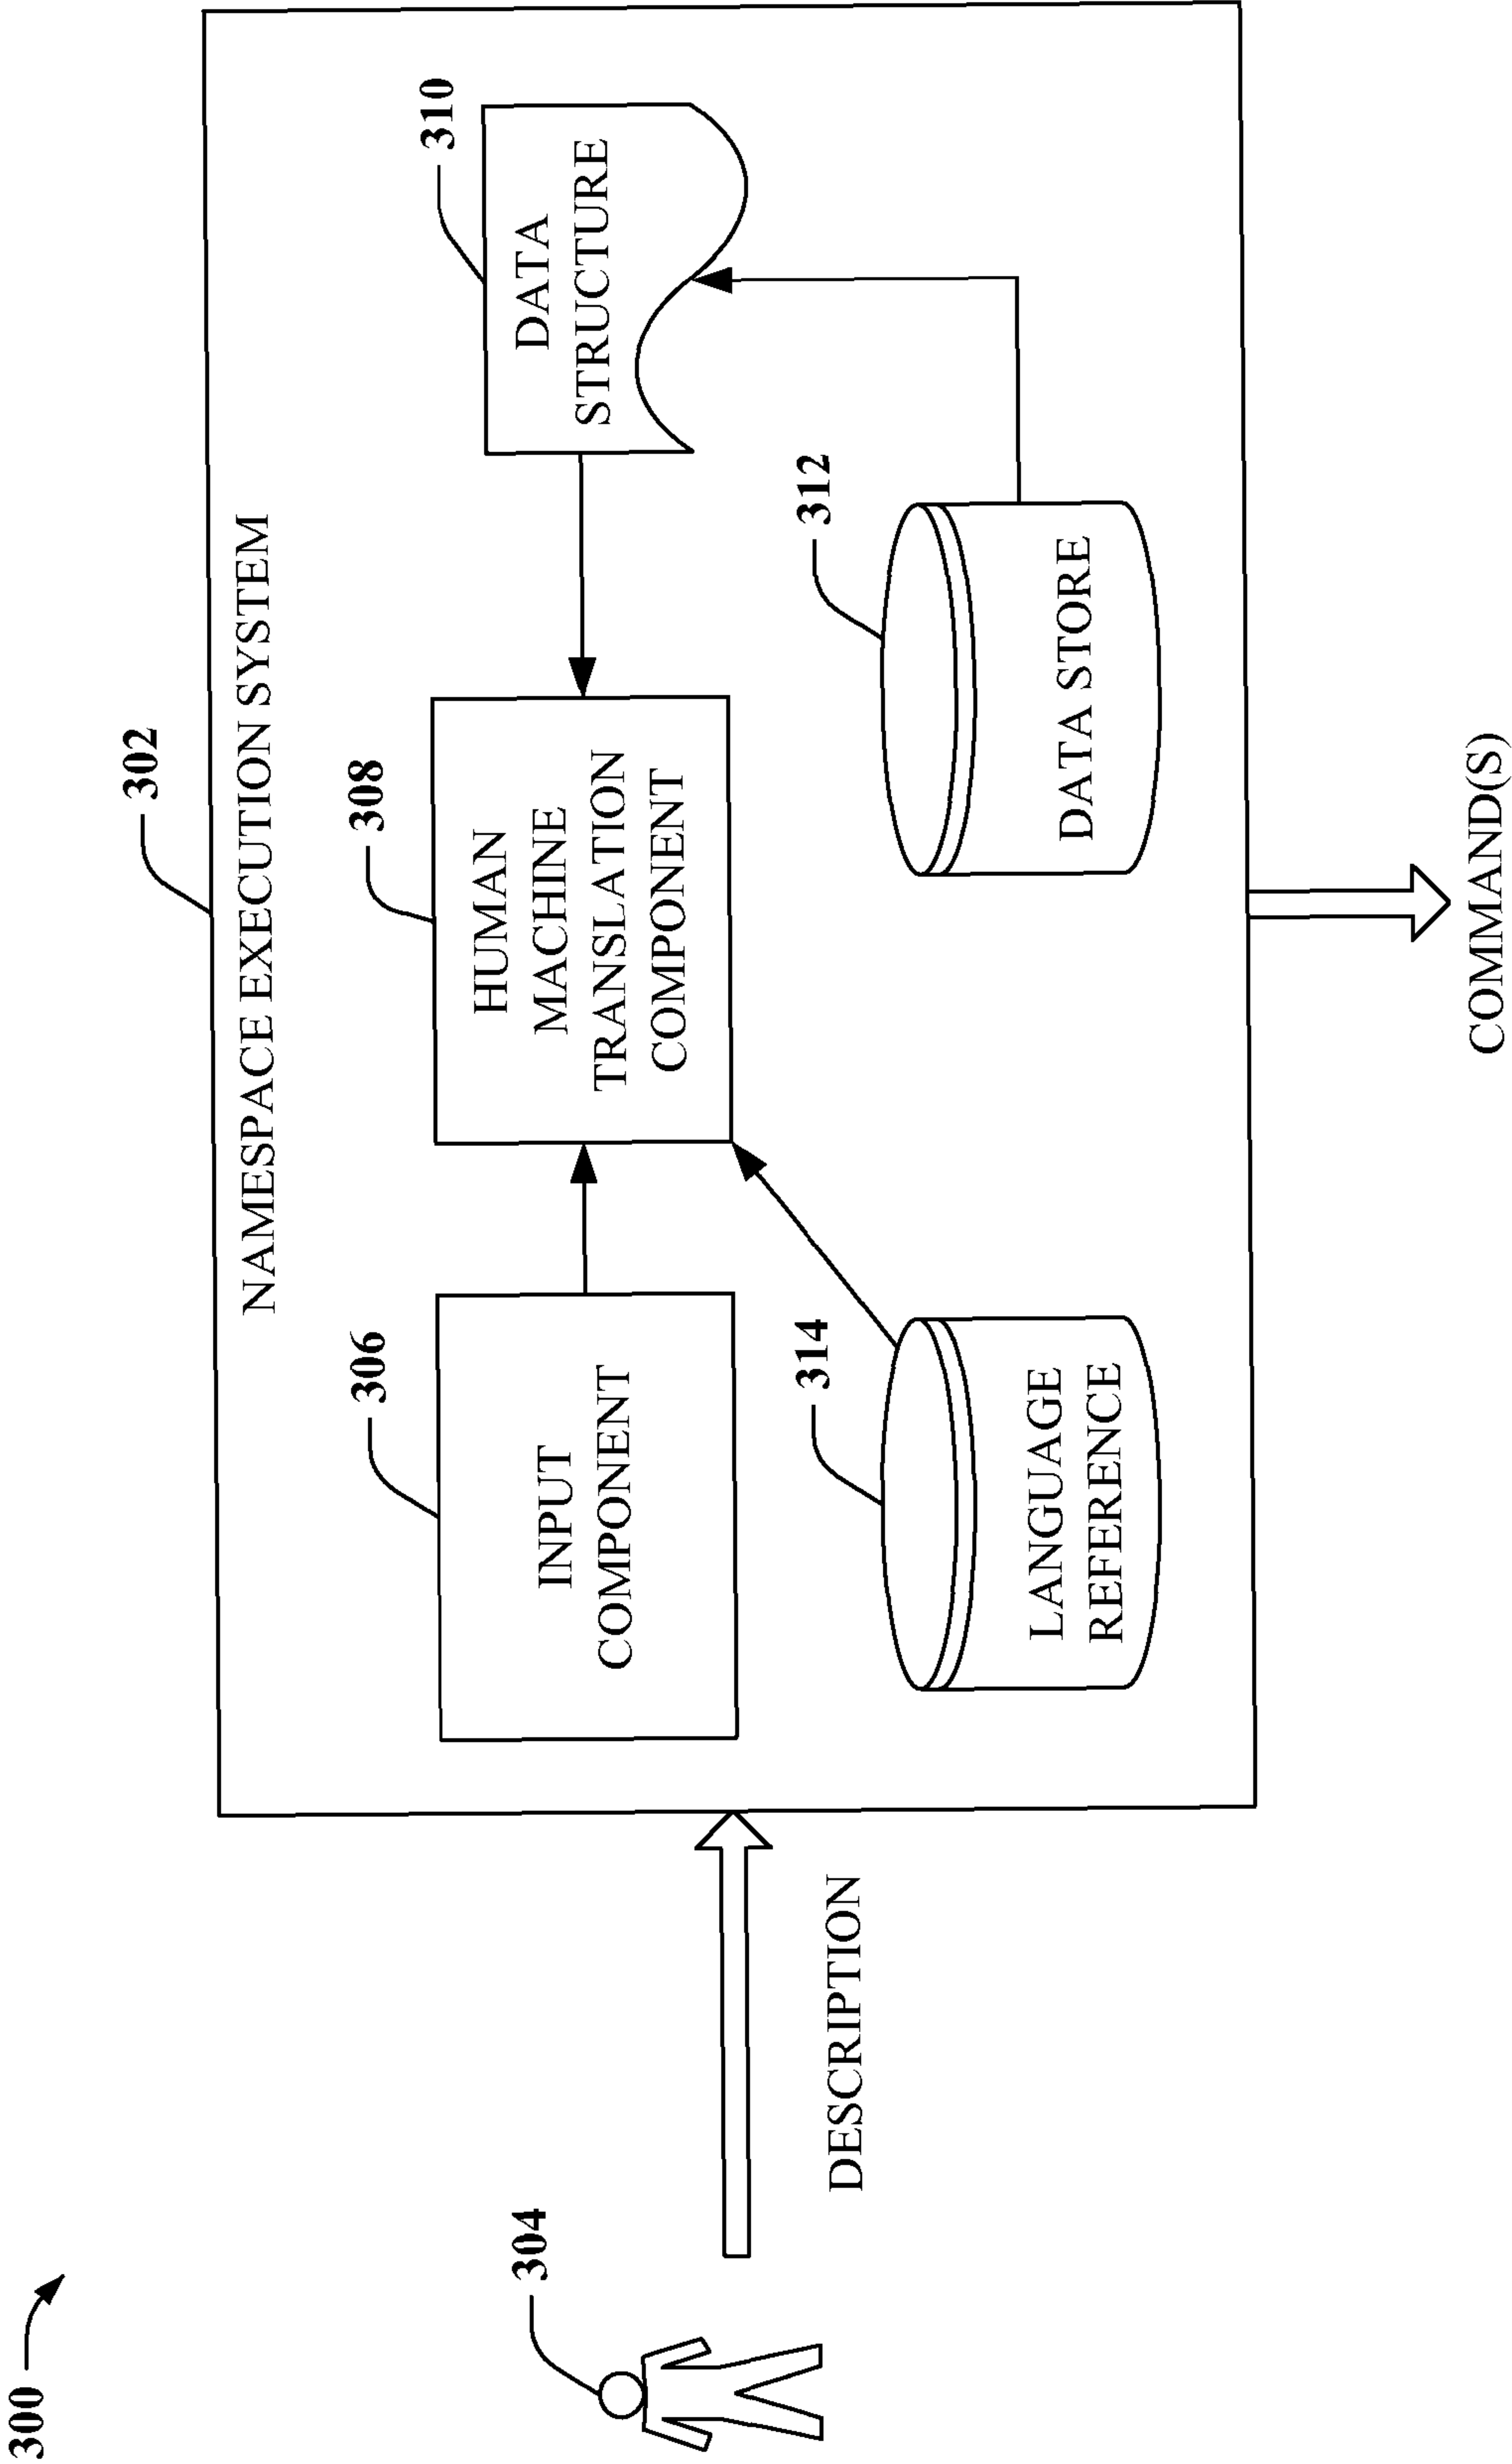 300
302
NAMESPACE EXECUTION SYSTEM
304
DESCRIPTION
306
INPUT
COMPONENT
308
HUMAN
MACHINE
TRANSLATION
COMPONENT
310
DATA
STRUCTURE
314
LANGUAGE
REFERENCE
312
DATA STORE
COMMAND(S)